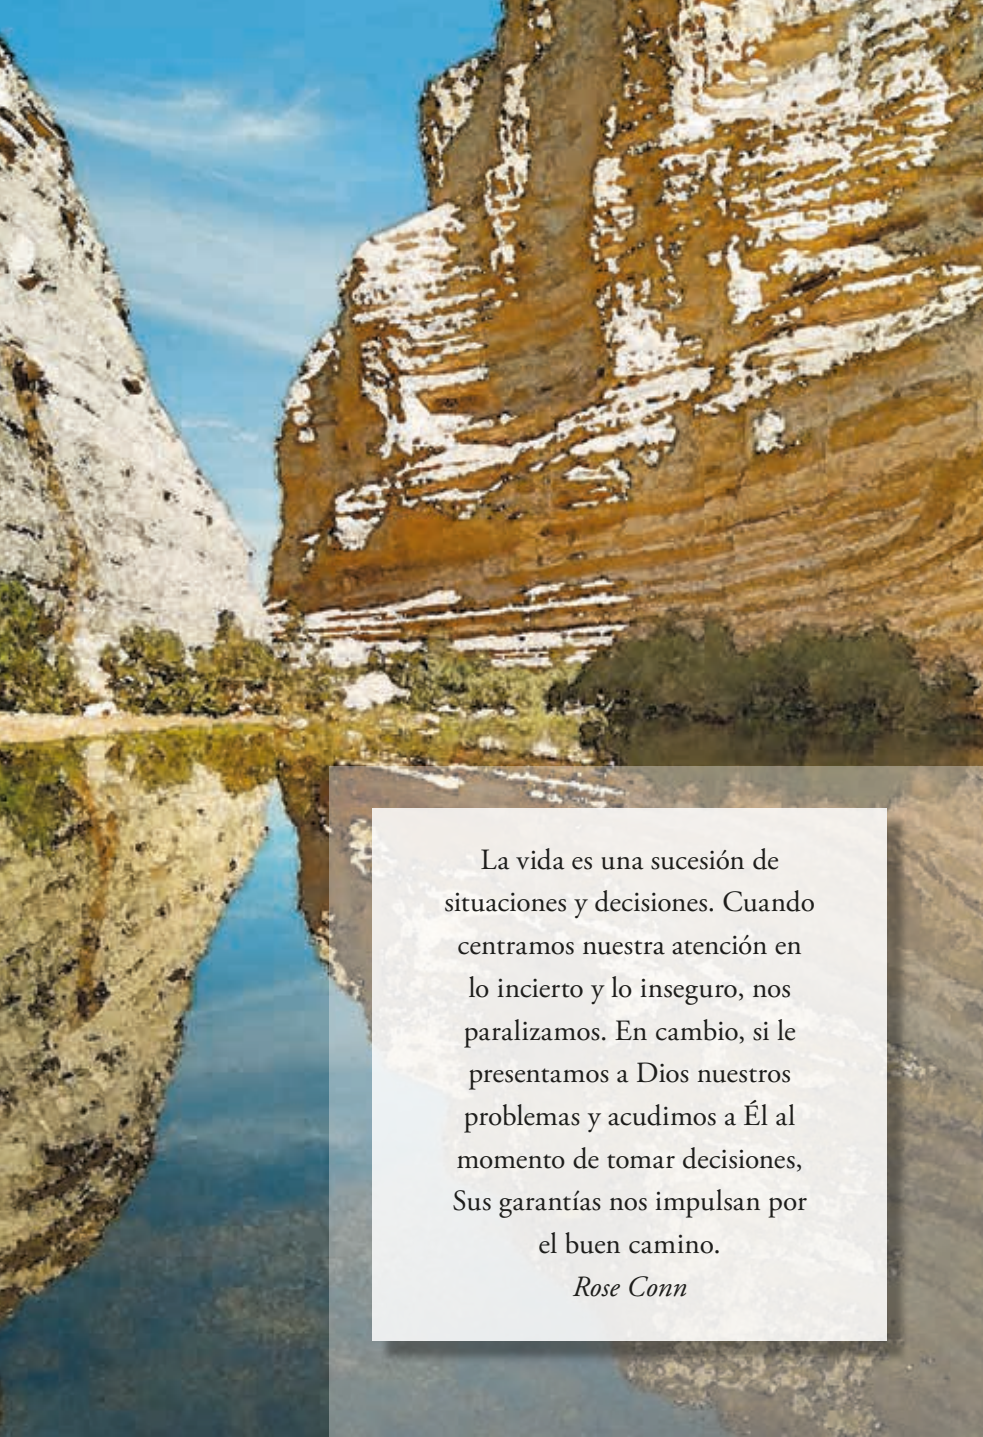 La vida es una sucesión de
situaciones y decisiones. Cuando
centramos nuestra atención en
lo incierto y lo inseguro, nos
paralizamos. En cambio, si le
presentamos a Dios nuestros
problemas y acudimos a Él al
momento de tomar decisiones,
Sus garantías nos impulsan por
el buen camino.
Rose Conn